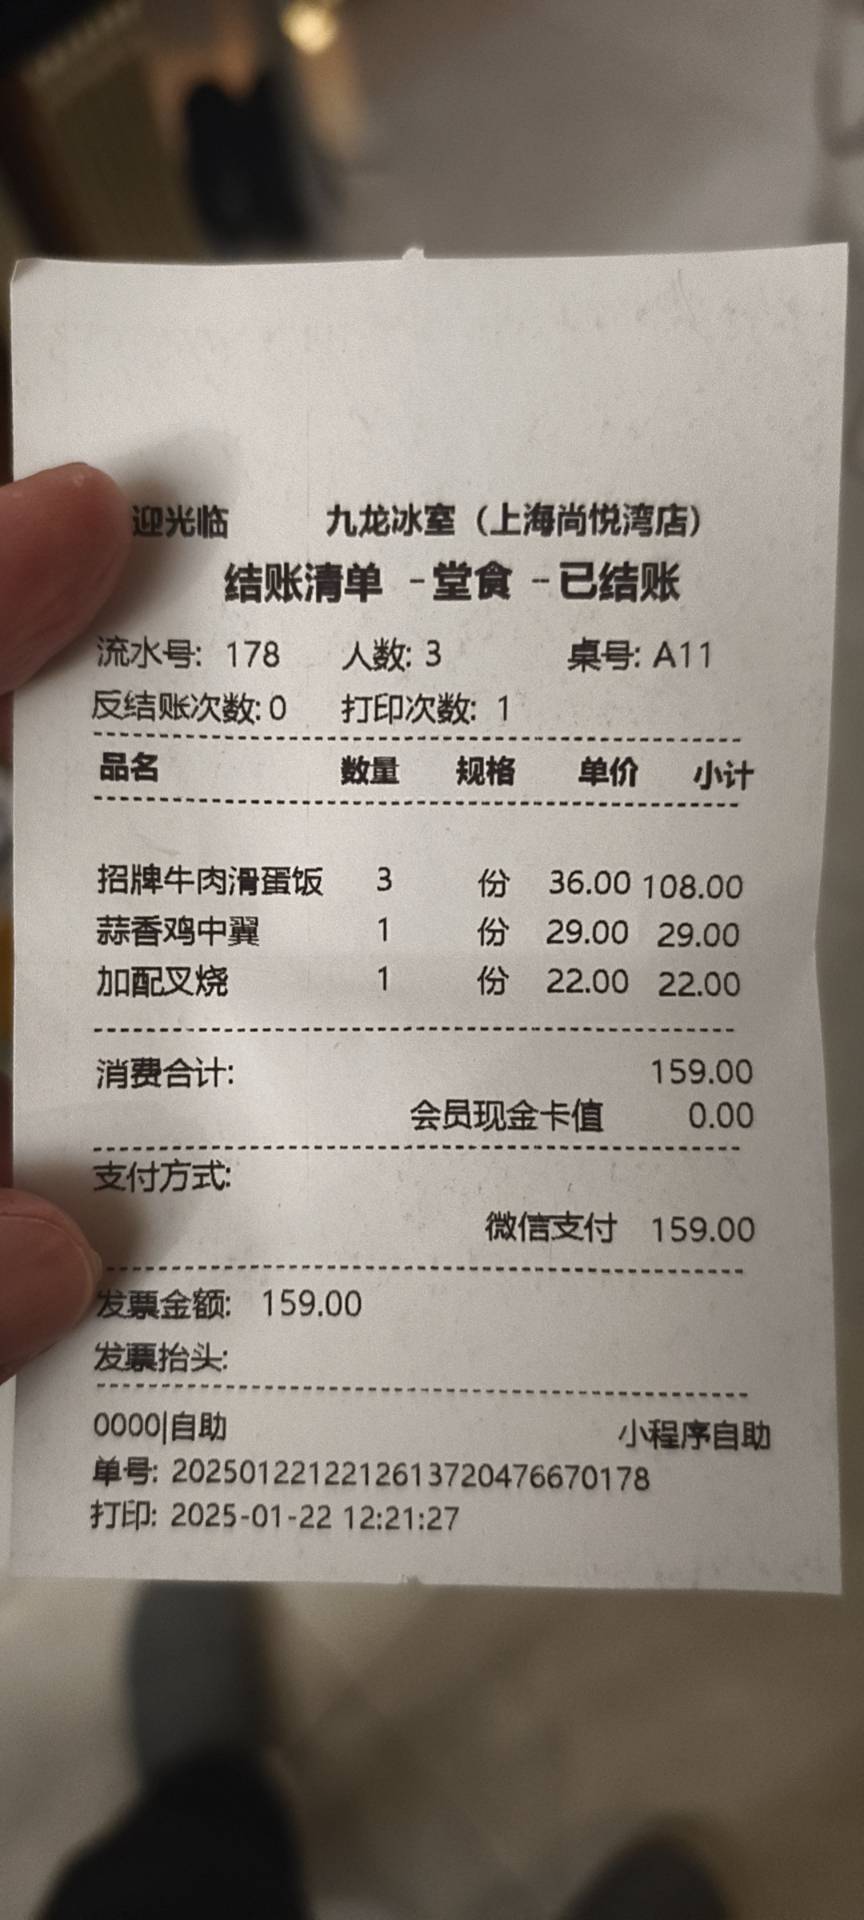 迎光临 九龙冰室（上海尚悦湾店）
结账清单 - 堂食 - 已结账
流水号: 178 人数: 3 桌号: A11
反结账次数: 0 打印次数: 1
品名 数量 规格 单价 小计
招牌牛肉滑蛋饭 3 份 36.00 108.00
蒜香鸡中翼 1 份 29.00 29.00
加配叉烧 1 份 22.00 22.00
消费合计: 159.00
会员现金卡值 0.00
支付方式:
微信支付 159.00
发票金额: 159.00
发票抬头:
0000|自助 小程序自助
单号: 2025012212212613720476670178
打印: 2025-01-22 12:21:27